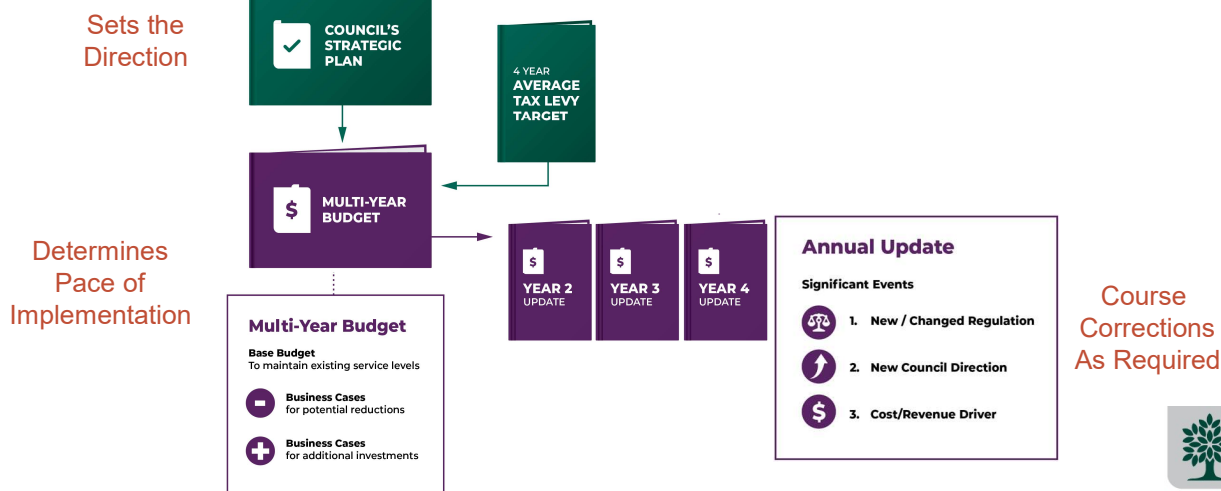 Sets the
Direction
COUNCIL'S
STRATEGIC
PLAN
4 YEAR
AVERAGE
TAX LEVY
TARGET
$
MULTI-YEAR
BUDGET
Determines
Pace of
Implementation
$
YEAR 2
UPDATE
$
YEAR 3
UPDATE
$
YEAR 4
UPDATE
Multi-Year Budget
Base Budget
To maintain existing service levels
Business Cases
for potential reductions
Business Cases
for additional investments
Annual Update
Significant Events
1. New / Changed Regulation
2. New Council Direction
$ 3. Cost/Revenue Driver
Course
Corrections
As Required